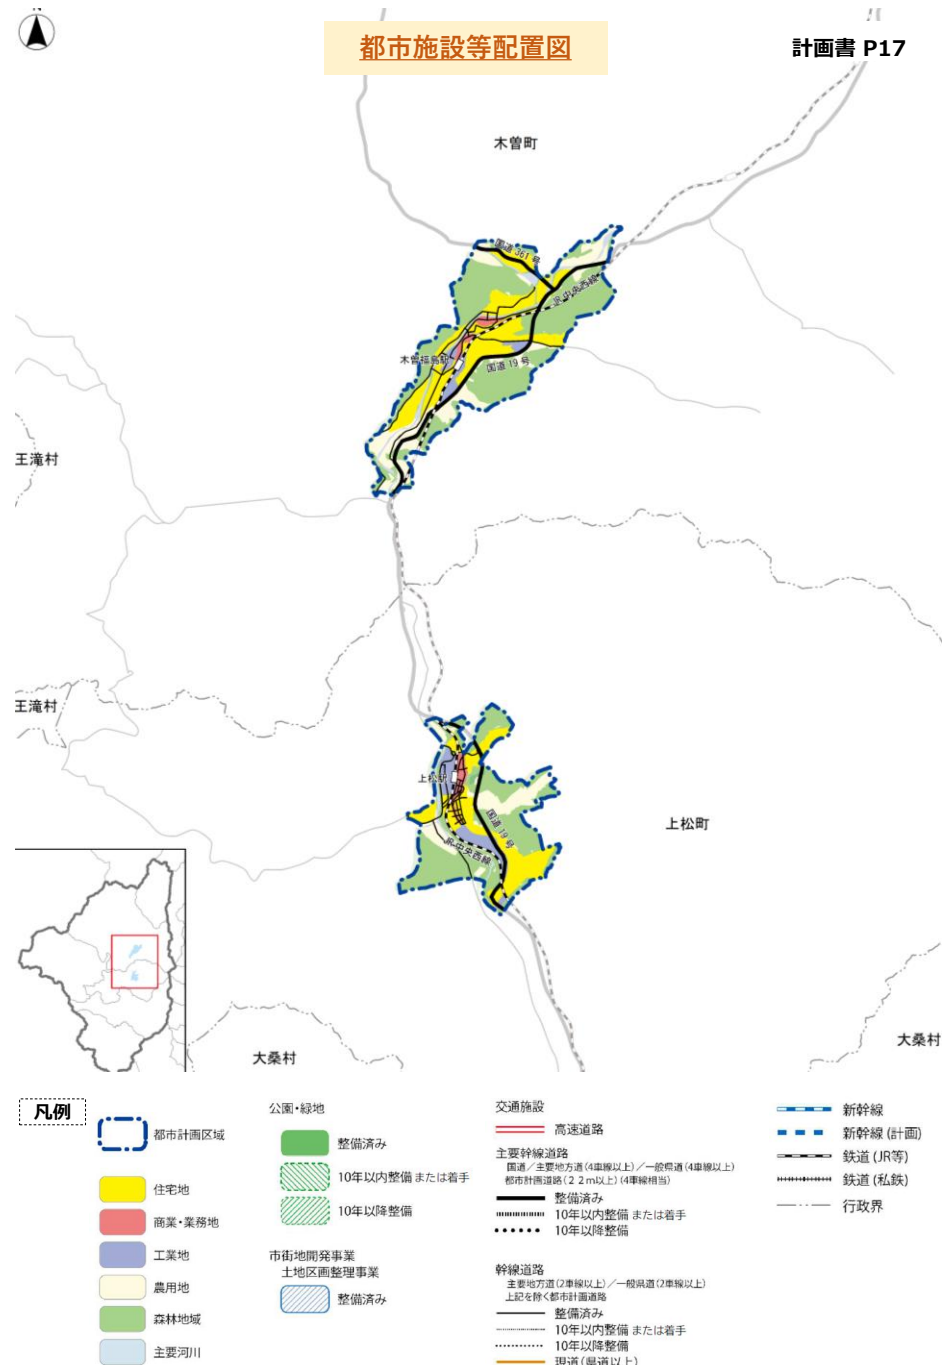 都市施設等配置図
計画書 P17
木曽町
国道 361 号
JR中央西線
木曽福島駅
国道 19 号
王滝村
王滝村
上松駅
国道 19 号
JR中央西線
上松町
大桑村
大桑村
凡例
都市計画区域
住宅地
商業・業務地
工業地
農用地
森林地域
主要河川
公園・緑地
整備済み
10年以内整備 または着手
10年以降整備
市街地開発事業
土地区画整理事業
整備済み
交通施設
高速道路
主要幹線道路
国道/主要地方道(4車線以上)/一般県道(4車線以上)
都市計画道路(22m以上)(4車線相当)
整備済み
10年以内整備 または着手
10年以降整備
幹線道路
主要地方道(2車線以上)/一般県道(2車線以上)
上記を除く都市計画道路
整備済み
10年以内整備 または着手
10年以降整備
現道(県道以上)
新幹線
新幹線 (計画)
鉄道 (JR等)
鉄道 (私鉄)
行政界